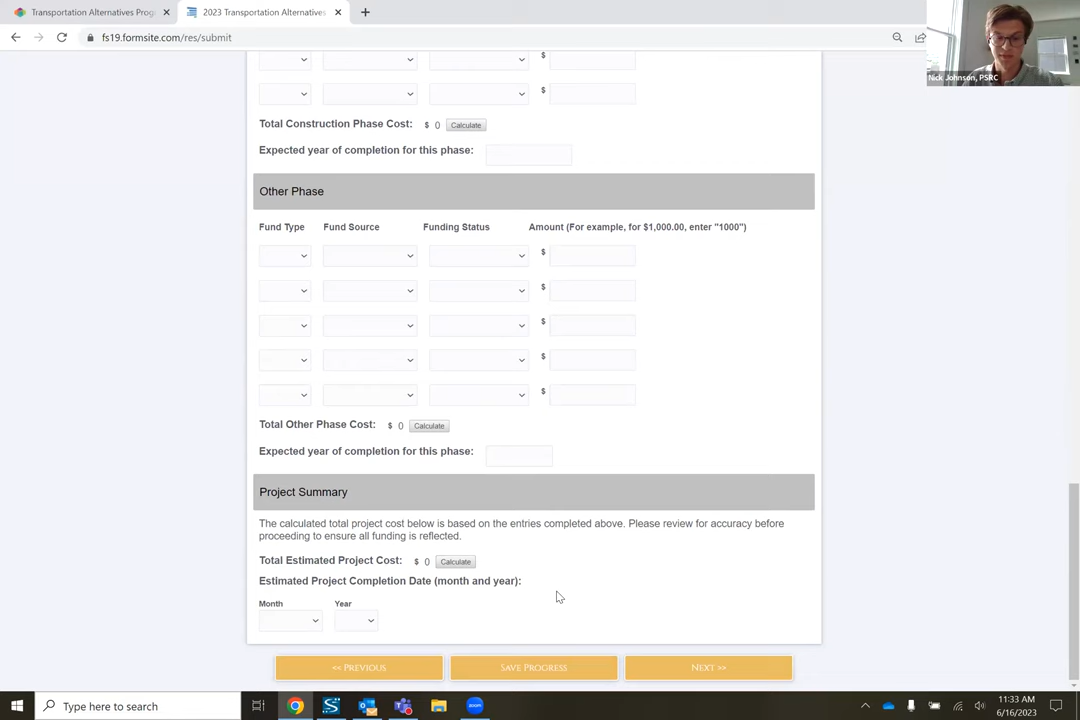 Transportation Alternatives Prog
2023 Transportation Alternatives
fs19.formsite.com/res/submit
Nick Johnson, PSRC
$
$
Total Construction Phase Cost: $ 0 Calculate
Expected year of completion for this phase:
Other Phase
Fund Type Fund Source Funding Status Amount (For example, for $1,000.00, enter "1000")
$
$
$
$
$
Total Other Phase Cost: $ 0 Calculate
Expected year of completion for this phase:
Project Summary
The calculated total project cost below is based on the entries completed above. Please review for accuracy before
proceeding to ensure all funding is reflected.
Total Estimated Project Cost: $ 0 Calculate
Estimated Project Completion Date (month and year):
Month Year
<< Previous Save Progress Next >>
Type here to search
11:33 AM
6/16/2023